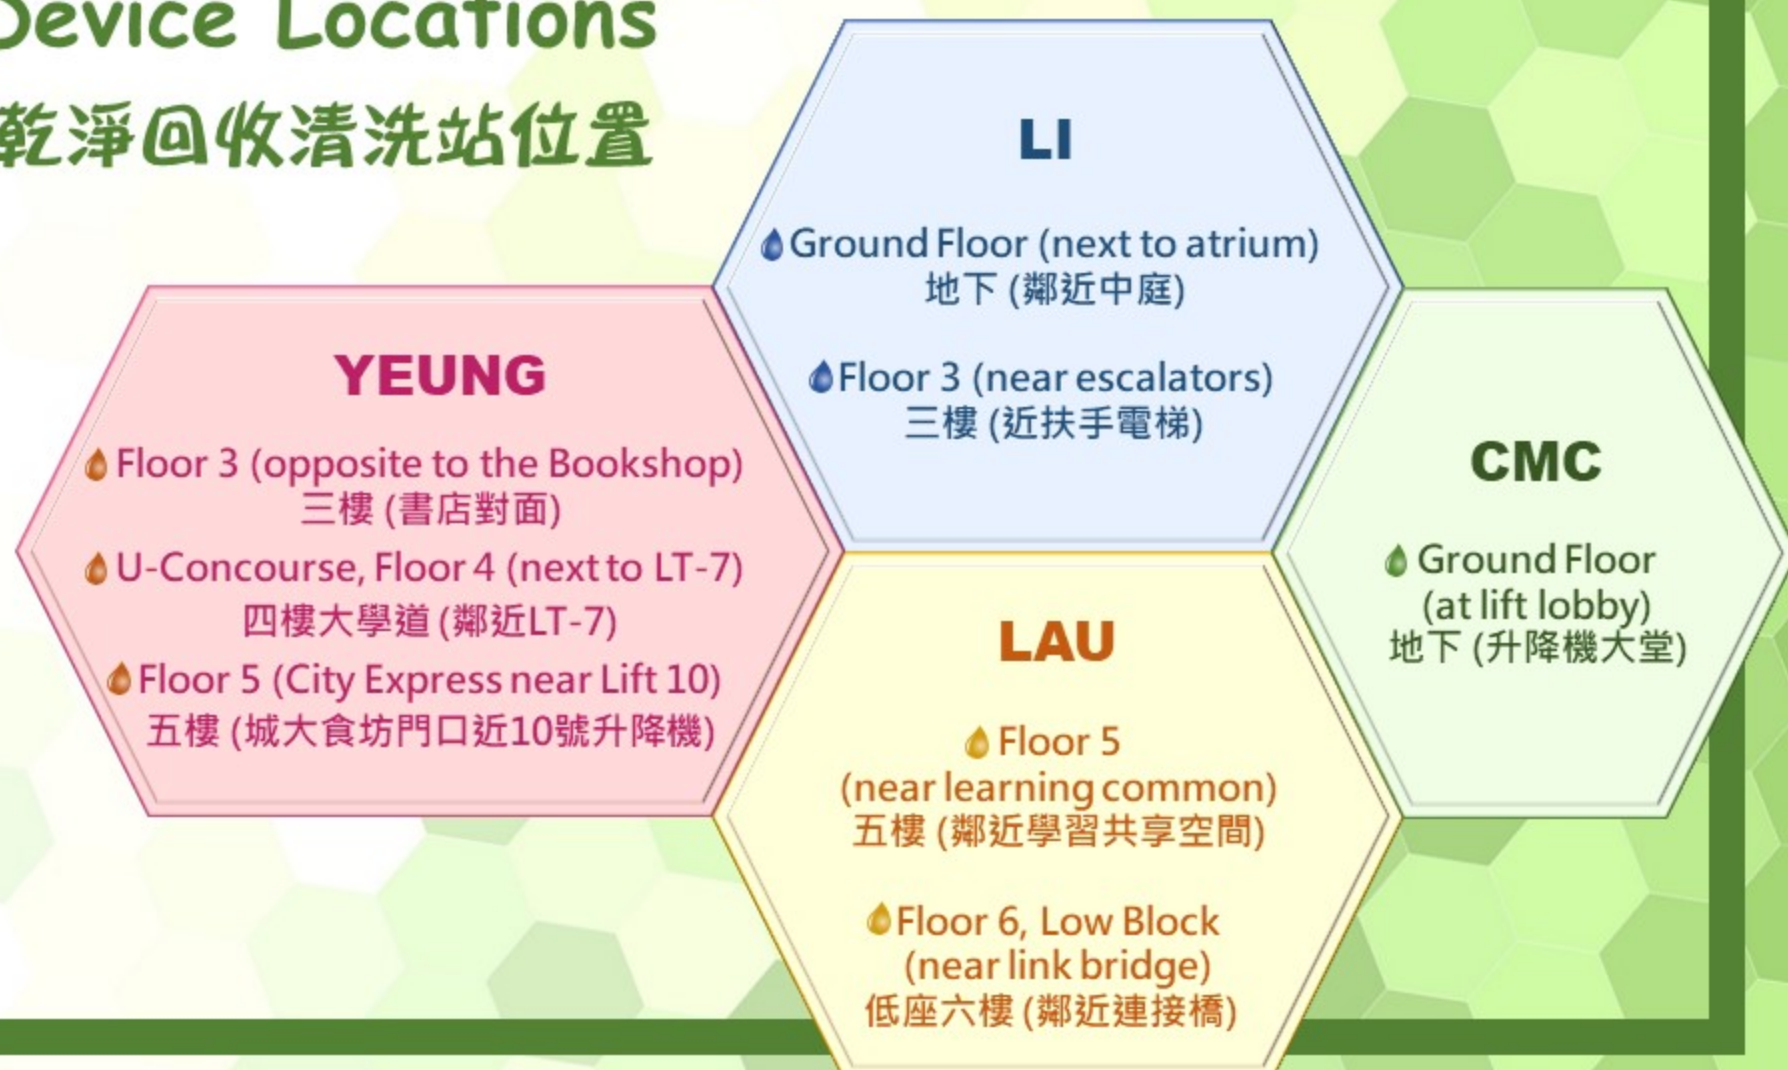 Device Locations
乾淨回收清洗站位置
LI
Ground Floor (next to atrium)
地下 (鄰近中庭)
Floor 3 (near escalators)
三樓 (近扶手電梯)
YEUNG
Floor 3 (opposite to the Bookshop)
三樓 (書店對面)
U-Concourse, Floor 4 (next to LT-7)
四樓大學道 (鄰近LT-7)
Floor 5 (City Express near Lift 10)
五樓 (城大食坊門口近10號升降機)
CMC
Ground Floor
(at lift lobby)
地下 (升降機大堂)
LAU
Floor 5
(near learning common)
五樓 (鄰近學習共享空間)
Floor 6, Low Block
(near link bridge)
低座六樓 (鄰近連接橋)